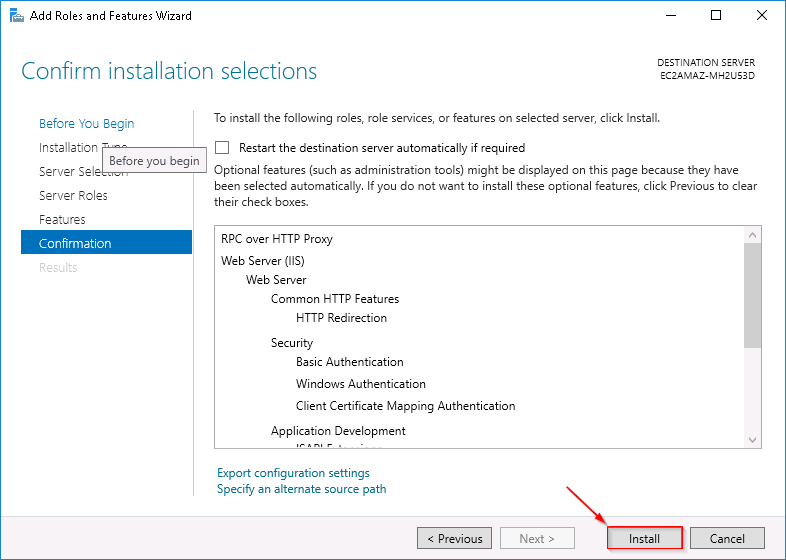 Add Roles and Features Wizard
Confirm installation selections
DESTINATION SERVER
EC2AMAZ-MH2U53D
Before You Begin
Installation Type
Before you begin
Server Selection
Server Roles
Features
Confirmation
Results
To install the following roles, role services, or features on selected server, click Install.
Restart the destination server automatically if required
Optional features (such as administration tools) might be displayed on this page because they have
been selected automatically. If you do not want to install these optional features, click Previous to clear
their check boxes.
RPC over HTTP Proxy
Web Server (IIS)
Web Server
Common HTTP Features
HTTP Redirection
Security
Basic Authentication
Windows Authentication
Client Certificate Mapping Authentication
Application Development
Export configuration settings
Specify an alternate source path
< Previous
Next >
Install
Cancel